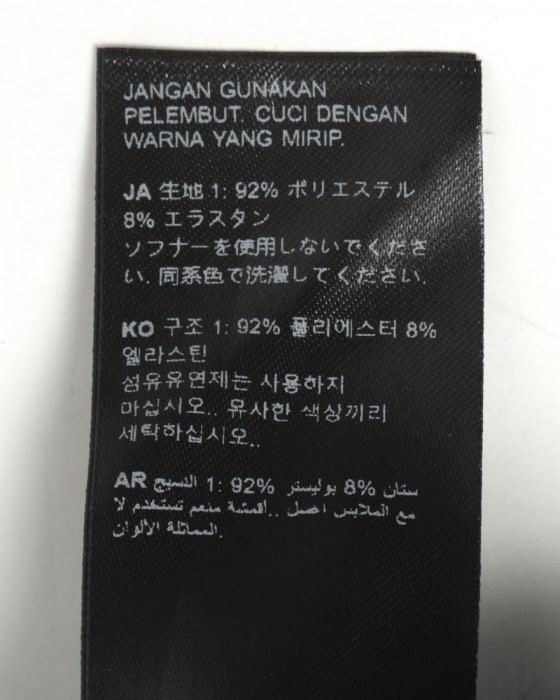 JANGAN GUNAKAN
PELEMBUT. CUCI DENGAN
WARNA YANG MIRIP.
JA 生地 1: 92% ポリエステル
8% エラスタン
ソフナーを使用しないでくださ
い. 同系色で洗濯してください.
KO 구조 1: 92% 폴리에스터 8%
엘라스틴
섬유유연제는 사용하지
마십시오.. 유사한 색상끼리
세탁하십시오..
AR النسيج 1: 92% بوليستر 8% ستان
مع الملابس اغسل .. أقمشة منعم تستخدم لا
المماثلة الألوان.